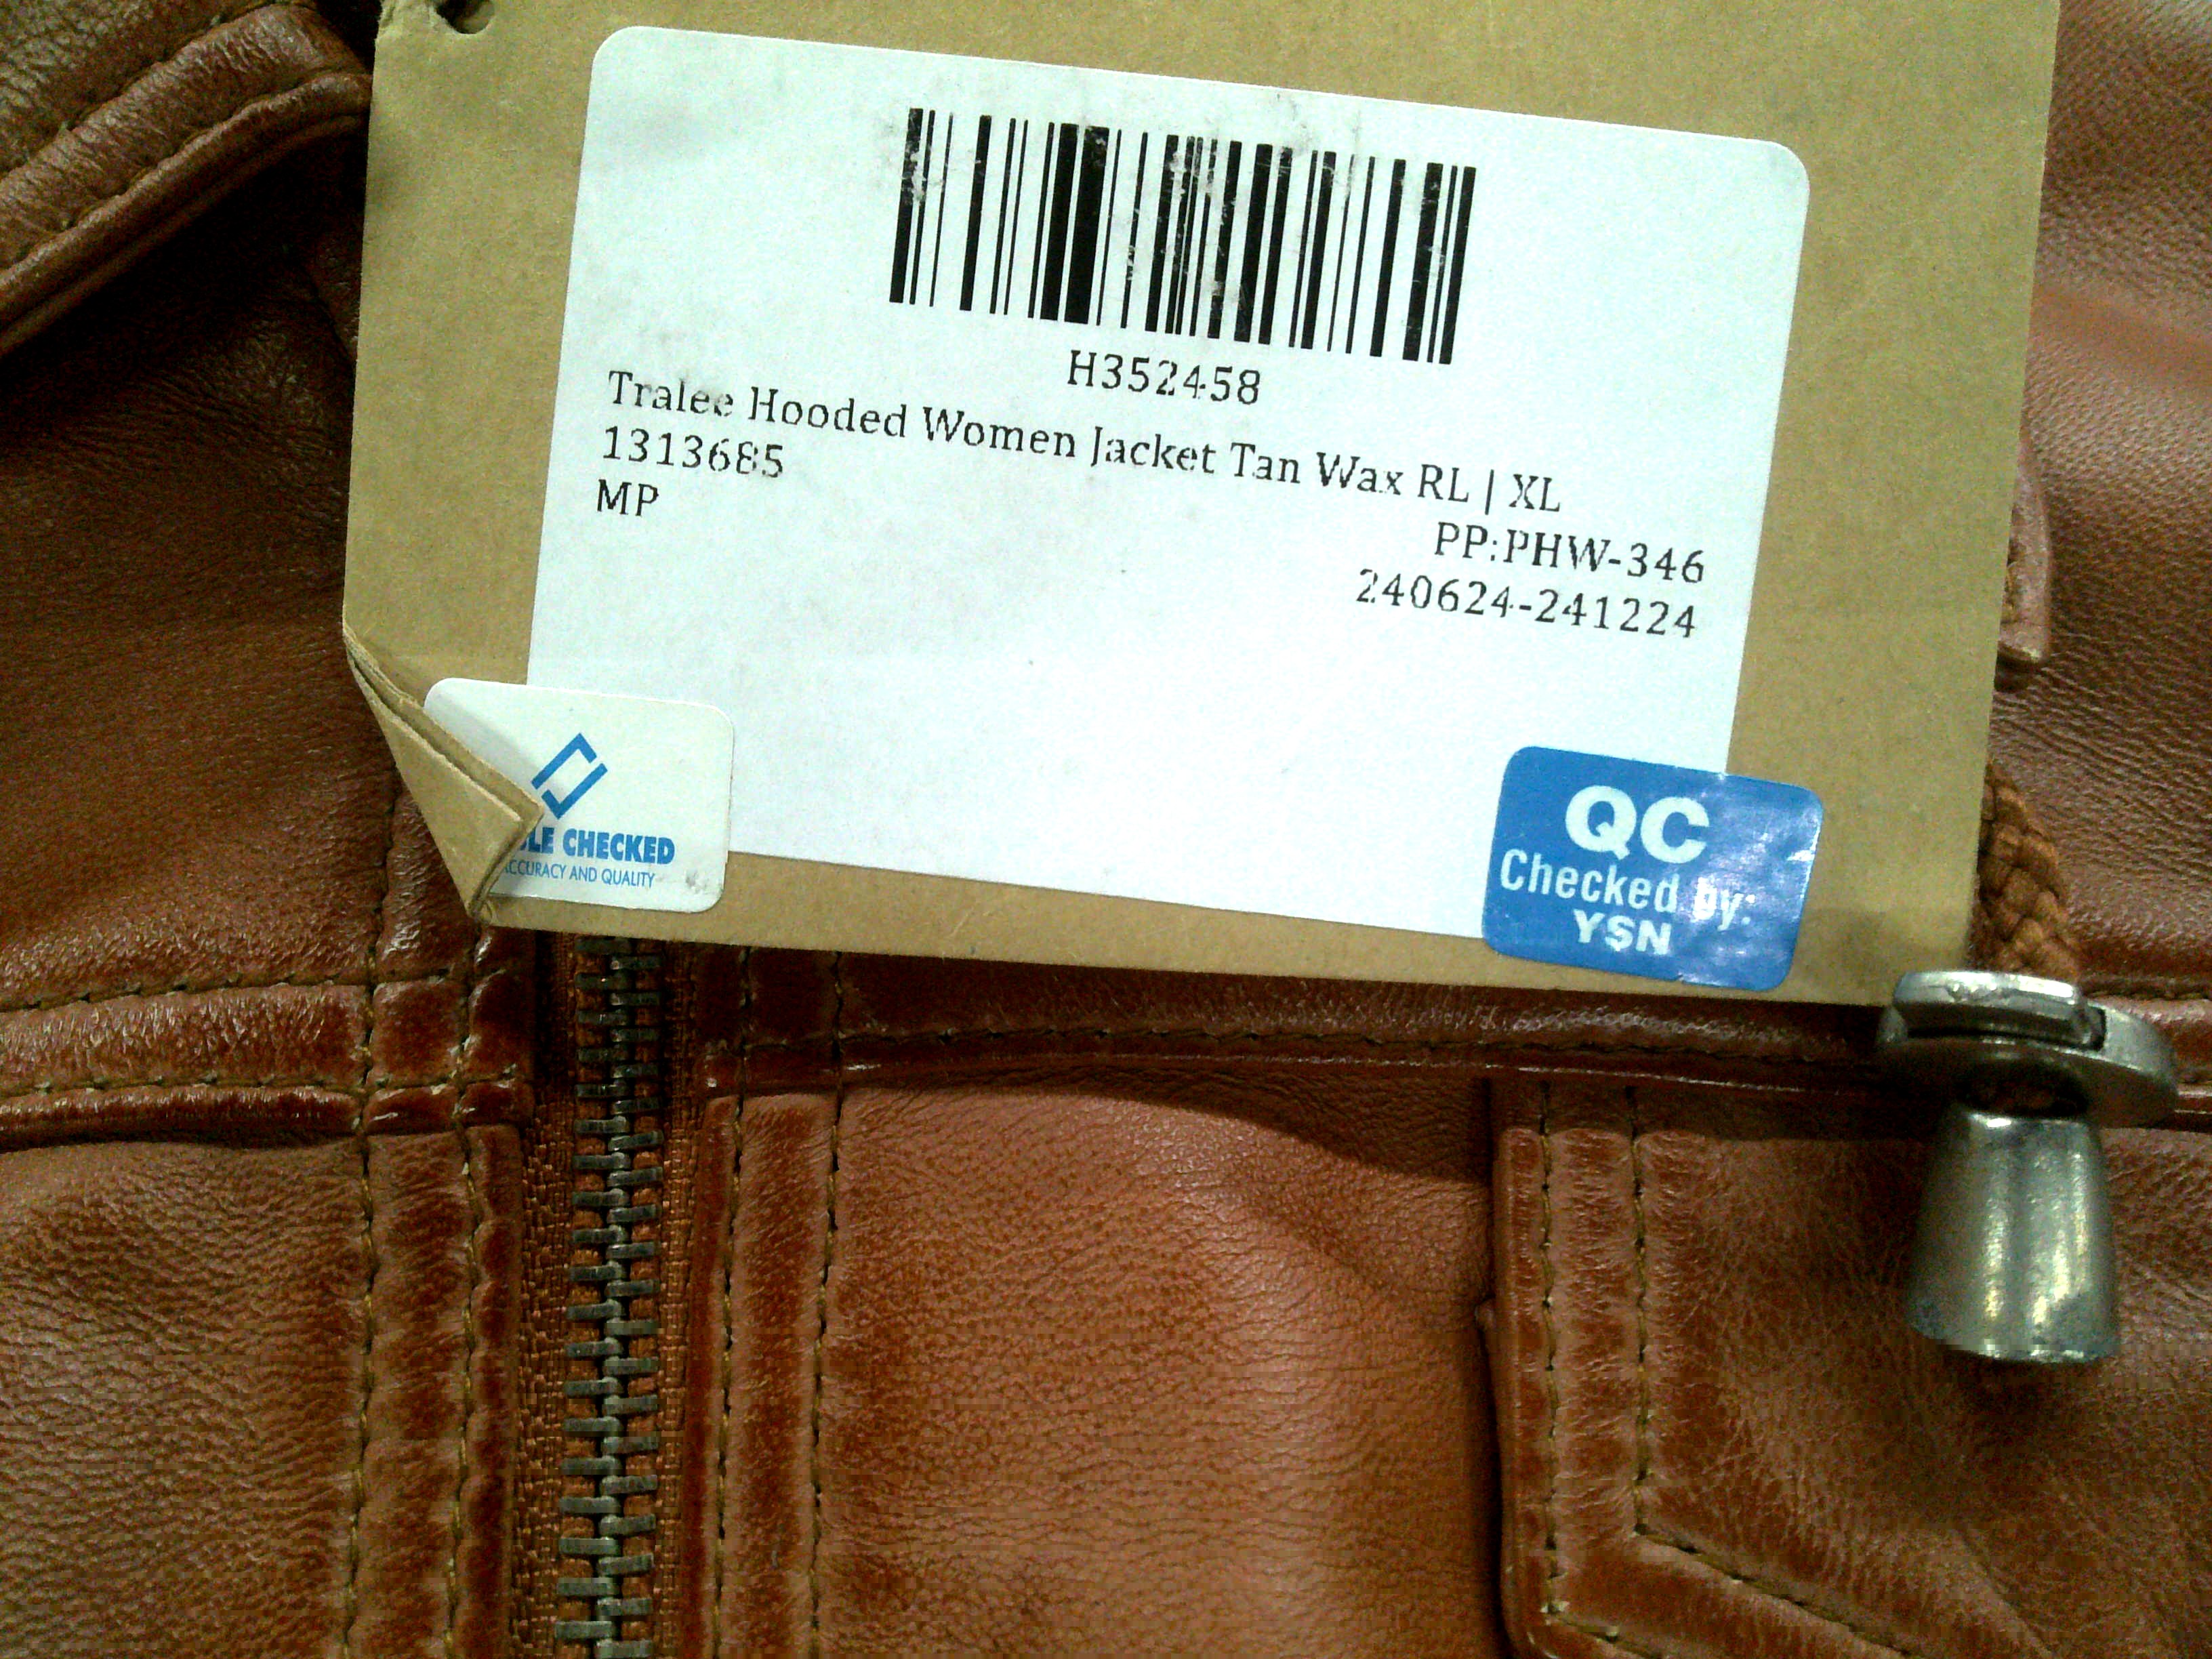 H352458
Tralee Hooded Women Jacket Tan Wax RL | XL
1313685
MP
PP:PHW-346
240624-241224
CHECKED
ACCURACY AND QUALITY
QC
Checked by:
YSN